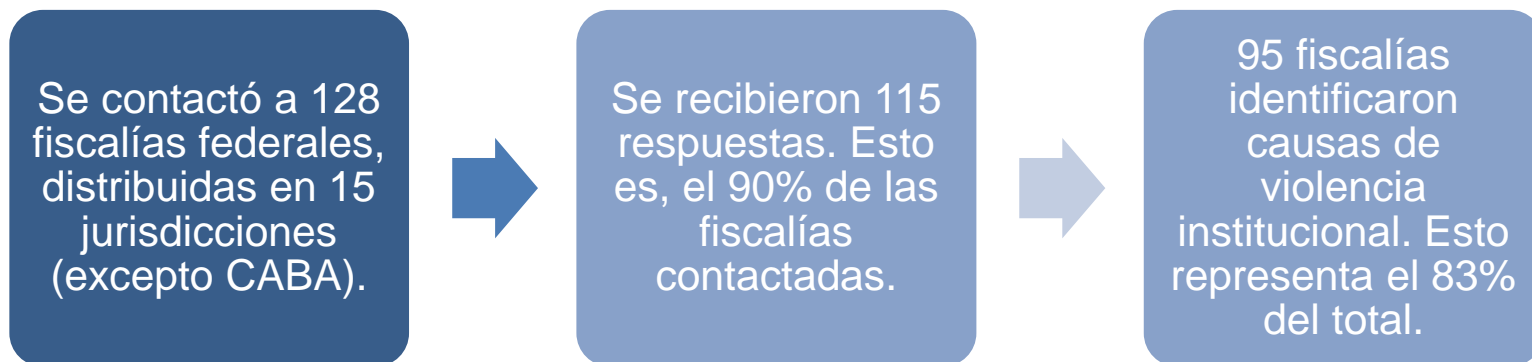 Se contactó a 128
fiscalías federales,
distribuidas en 15
jurisdicciones
(excepto CABA).
Se recibieron 115
respuestas. Esto
es, el 90% de las
fiscalías
contactadas.
95 fiscalías
identificaron
causas de
violencia
institucional. Esto
representa el 83%
del total.